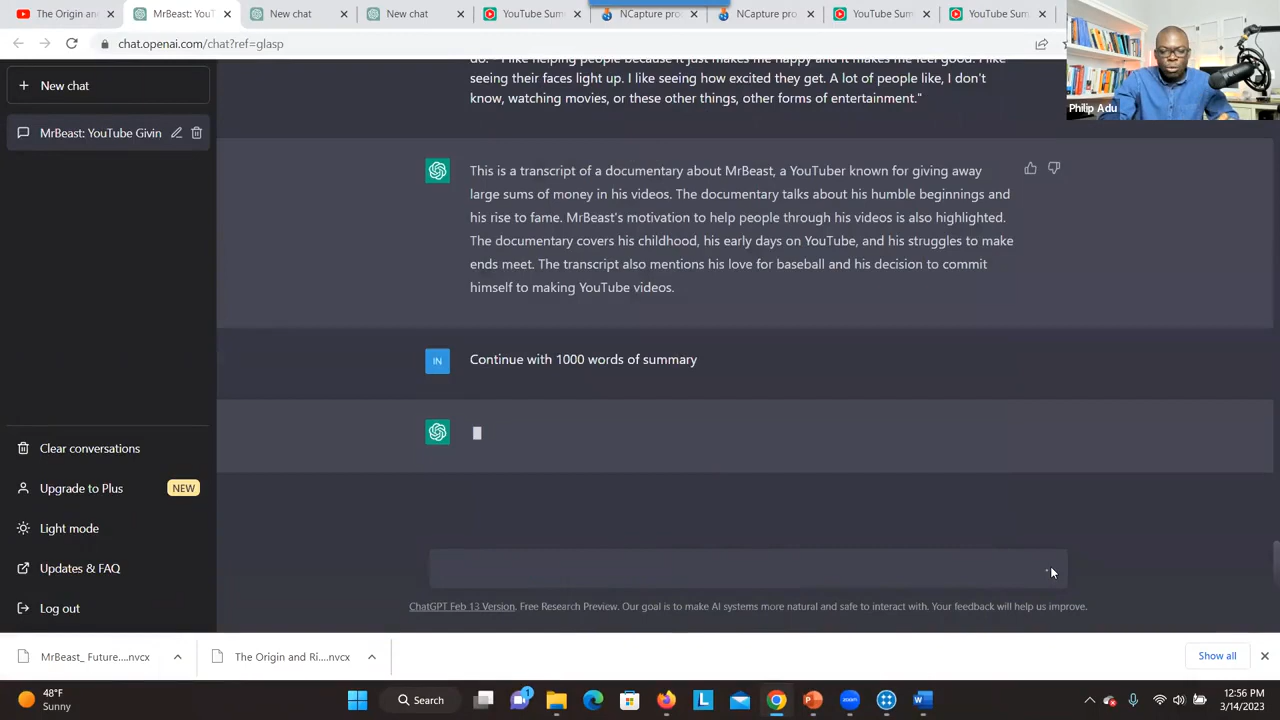 The Origin and
MrBeast: YouT
New chat
New chat
YouTube Sum
NCapture pro
NCapture pro
YouTube Sum
YouTube Sum
chat.openai.com/chat?ref=glasp
Philip Adu
+ New chat
MrBeast: YouTube Givin
do. "I like helping people because it just makes me happy and it makes me feel good. I like
seeing their faces light up. I like seeing how excited they get. A lot of people like, I don't
know, watching movies, or these other things, other forms of entertainment."
This is a transcript of a documentary about MrBeast, a YouTuber known for giving away
large sums of money in his videos. The documentary talks about his humble beginnings and
his rise to fame. MrBeast's motivation to help people through his videos is also highlighted.
The documentary covers his childhood, his early days on YouTube, and his struggles to make
ends meet. The transcript also mentions his love for baseball and his decision to commit
himself to making YouTube videos.
IN
Continue with 1000 words of summary
Clear conversations
Upgrade to Plus NEW
Light mode
Updates & FAQ
Log out
ChatGPT Feb 13 Version. Free Research Preview. Our goal is to make AI systems more natural and safe to interact with. Your feedback will help us improve.
MrBeast_ Future....nvcx
The Origin and Ri....nvcx
Show all
48°F
Sunny
Search
1
L
12:56 PM
3/14/2023